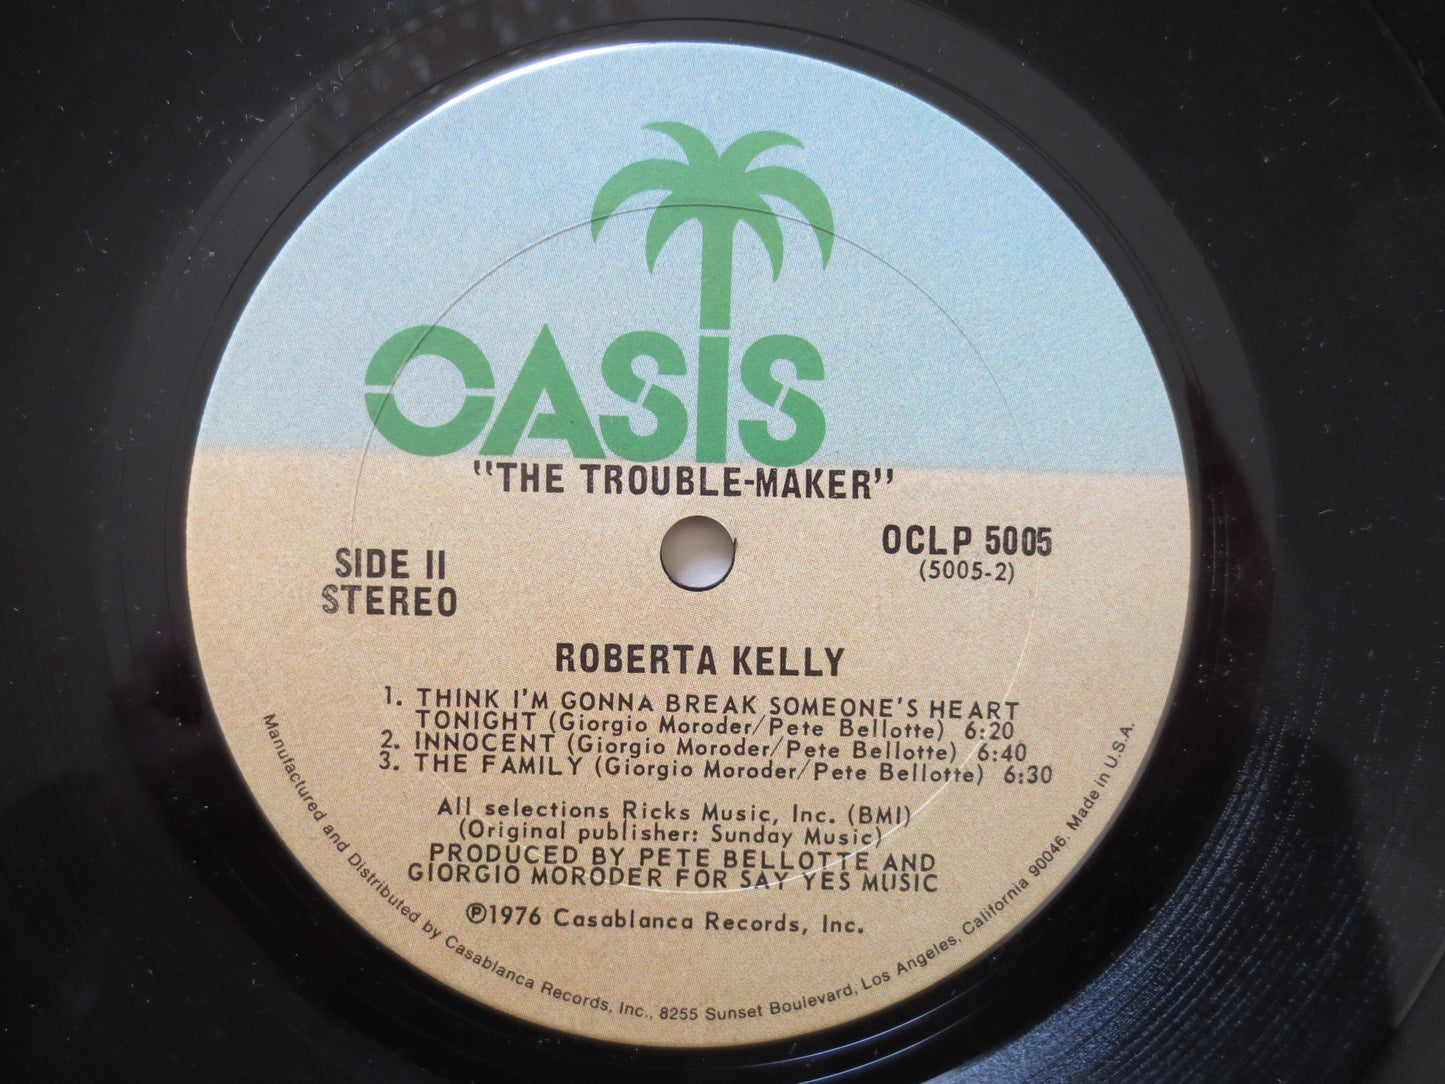 OASIS
"THE TROUBLE-MAKER"
OCLP 5005
(5005-2)
SIDE II
STEREO
ROBERTA KELLY
1. THINK I'M GONNA BREAK SOMEONE'S HEART
TONIGHT (Giorgio Moroder/Pete Bellotte) 6:20
2. INNOCENT (Giorgio Moroder/Pete Bellotte) 6:40
3. THE FAMILY (Giorgio Moroder/Pete Bellotte) 6:30
All selections Ricks Music, Inc. (BMI)
(Original publisher: Sunday Music)
PRODUCED BY PETE BELLOTTE AND
GIORGIO MORODER FOR SAY YES MUSIC
℗1976 Casablanca Records, Inc.
Manufactured and Distributed by Casablanca Records, Inc., 8255 Sunset Boulevard, Los Angeles, California 90046. Made in U.S.A.